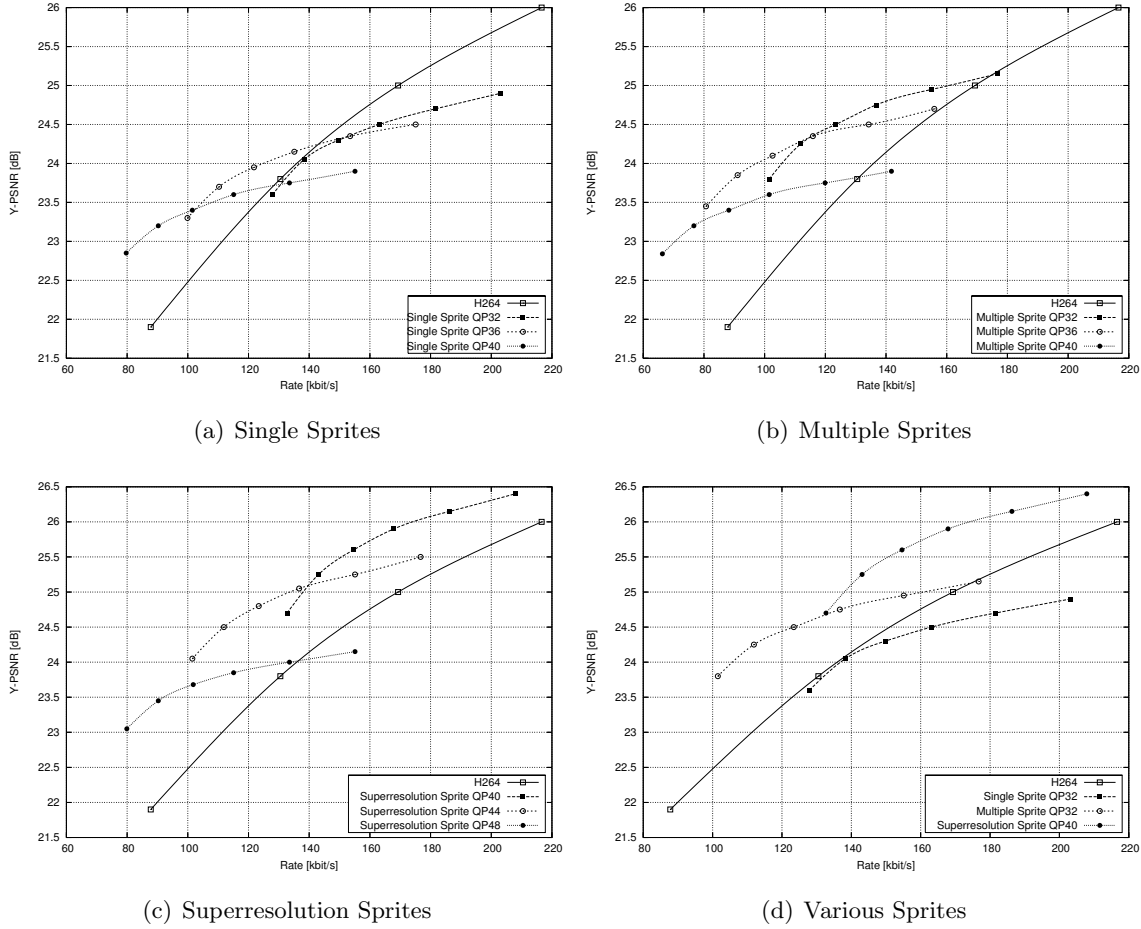 26
25.5
25
24.5
24
23.5
23
22.5
22
21.5
Y-PSNR [dB]
H264
Single Sprite QP32
Single Sprite QP36
Single Sprite QP40
60 80 100 120 140 160 180 200 220
Rate [kbit/s]
(a) Single Sprites
26
25.5
25
24.5
24
23.5
23
22.5
22
21.5
Y-PSNR [dB]
H264
Multiple Sprite QP32
Multiple Sprite QP36
Multiple Sprite QP40
60 80 100 120 140 160 180 200 220
Rate [kbit/s]
(b) Multiple Sprites
26.5
26
25.5
25
24.5
24
23.5
23
22.5
22
21.5
Y-PSNR [dB]
H264
Superresolution Sprite QP40
Superresolution Sprite QP44
Superresolution Sprite QP48
60 80 100 120 140 160 180 200 220
Rate [kbit/s]
(c) Superresolution Sprites
26.5
26
25.5
25
24.5
24
23.5
23
22.5
22
21.5
Y-PSNR [dB]
H264
Single Sprite QP32
Multiple Sprite QP32
Superresolution Sprite QP40
80 100 120 140 160 180 200 220
Rate [kbit/s]
(d) Various Sprites